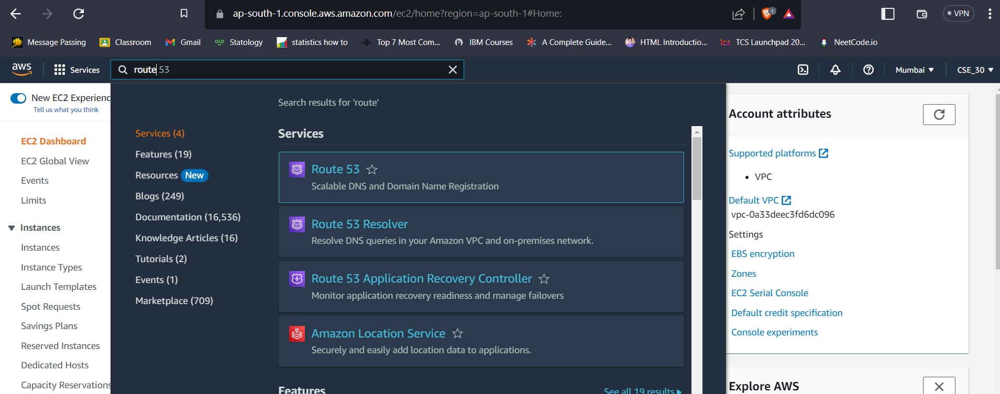 ap-south-1.console.aws.amazon.com/ec2/home?region=ap-south-1#Home:
1
VPN
Message Passing
Classroom
Gmail
OLO Statology
statistics how to
Top 7 Most Com...
IBM Courses
A Complete Guide...
HTML Introductio...
tcs TCS Launchpad 20...
NeetCode.io
aws
Services
route 53
Mumbai
CSE_30
New EC2 Experienc
Tell us what you think
EC2 Dashboard
EC2 Global View
Events
Limits
Instances
Instances
Instance Types
Launch Templates
Spot Requests
Savings Plans
Reserved Instances
Dedicated Hosts
Capacity Reservations
Search results for 'route'
Services (4)
Features (19)
Resources New
Blogs (249)
Documentation (16,536)
Knowledge Articles (16)
Tutorials (2)
Events (1)
Marketplace (709)
Services
53
Route 53
Scalable DNS and Domain Name Registration
53
Route 53 Resolver
Resolve DNS queries in your Amazon VPC and on-premises network.
Route 53 Application Recovery Controller
Monitor application recovery readiness and manage failovers
Amazon Location Service
Securely and easily add location data to applications.
Features
See all 19 results
Account attributes
Supported platforms
• VPC
Default VPC
vpc-0a33deec3fd6dc096
Settings
EBS encryption
Zones
EC2 Serial Console
Default credit specification
Console experiments
Explore AWS